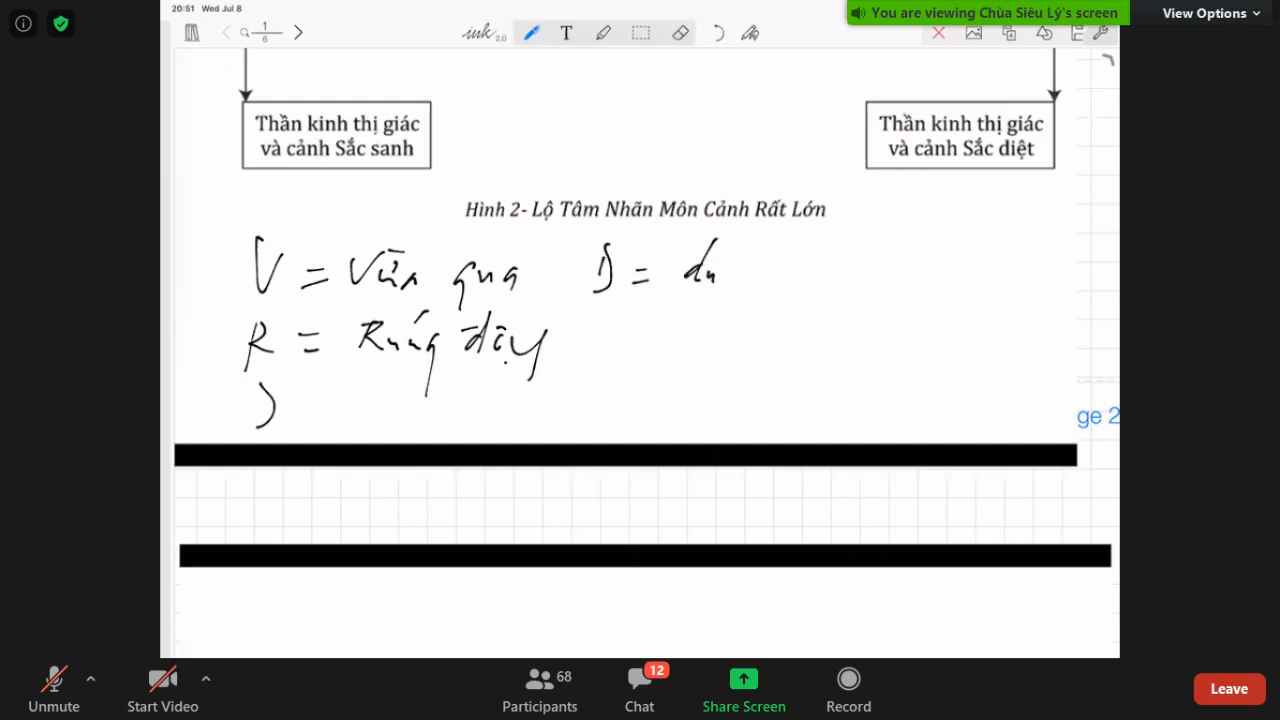 20:51 Wed Jul 8
You are viewing Chùa Siêu Lý's screen
View Options
1
6
ink 2.0
T
Thần kinh thị giác
và cảnh Sắc sanh
Thần kinh thị giác
và cảnh Sắc diệt
Hình 2- Lộ Tâm Nhãn Môn Cảnh Rất Lớn
V = Vừa qua
R = Rúng động
ge 2
Unmute
Start Video
Participants
68
Chat
12
Share Screen
Record
Leave